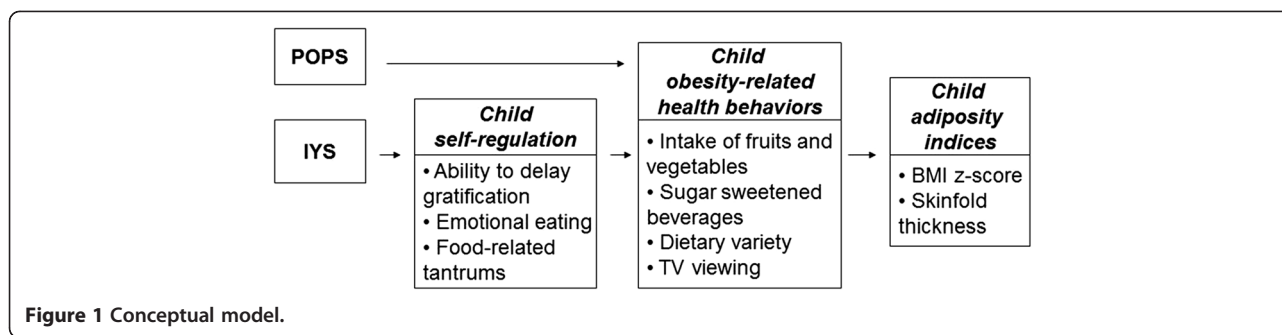 POPS
IYS
Child
self-regulation
• Ability to delay
gratification
• Emotional eating
• Food-related
tantrums
Child
obesity-related
health behaviors
• Intake of fruits and
vegetables
• Sugar sweetened
beverages
• Dietary variety
• TV viewing
Child
adiposity
indices
• BMI z-score
• Skinfold
thickness
Figure 1 Conceptual model.